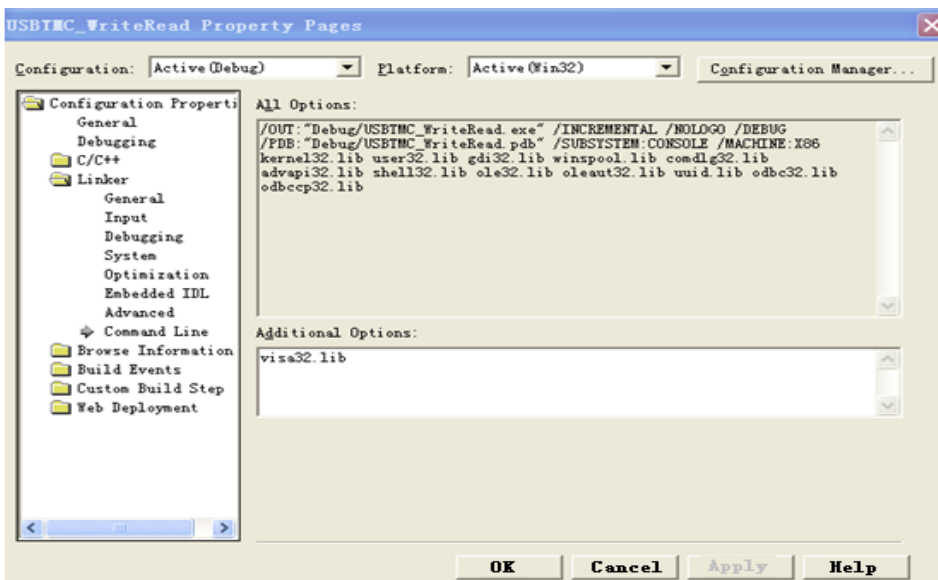 USBTMC_WriteRead Property Pages
Configuration: Active(Debug) Platform: Active(Win32) Configuration Manager...
Configuration Properti
General
Debugging
C/C++
Linker
General
Input
Debugging
System
Optimization
Embedded IDL
Advanced
Command Line
Browse Information
Build Events
Custom Build Step
Web Deployment
All Options:
/OUT:"Debug/USBTMC_WriteRead.exe" /INCREMENTAL /NOLOGO /DEBUG
/PDB:"Debug/USBTMC_WriteRead.pdb" /SUBSYSTEM:CONSOLE /MACHINE:X86
kernel32.lib user32.lib gdi32.lib winspool.lib comdlg32.lib
advapi32.lib shell32.lib ole32.lib oleaut32.lib uuid.lib odbc32.lib
odbccp32.lib
Additional Options:
visa32.lib
OK Cancel Apply Help